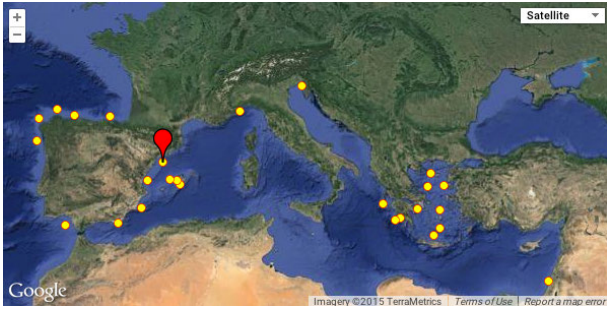 +
Satellite
−
Google
Imagery ©2015 TerraMetrics Terms of Use Report a map error